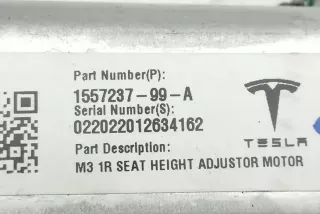 Part Number(P):
1557237-99-A
Serial Number(S):
022022012634162
TESLA
Part Description:
M3 1R SEAT HEIGHT ADJUSTOR MOTOR